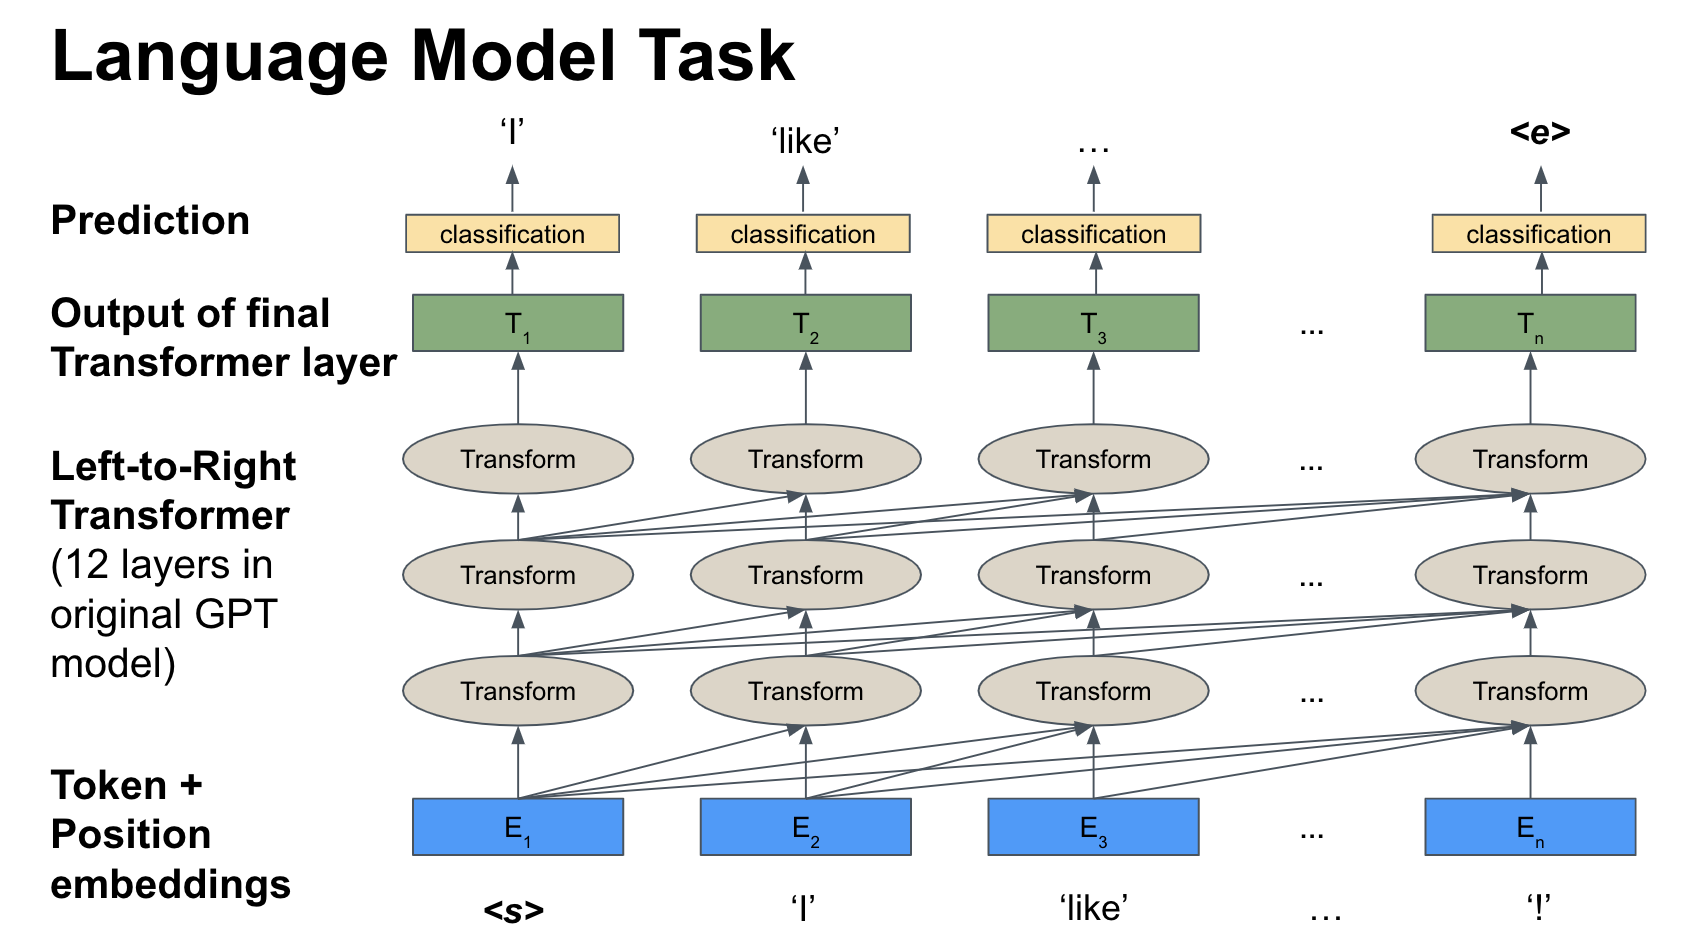 Language Model Task
‘I’ ‘like’ … <e>
Prediction classification classification classification classification
Output of final
Transformer layer
T1 T2 T3 ... Tn
Left-to-Right
Transformer
(12 layers in
original GPT
model)
Transform Transform Transform ... Transform
Transform Transform Transform ... Transform
Transform Transform Transform ... Transform
Token +
Position
embeddings
E1 E2 E3 ... En
<s> ‘I’ ‘like’ … ‘!’